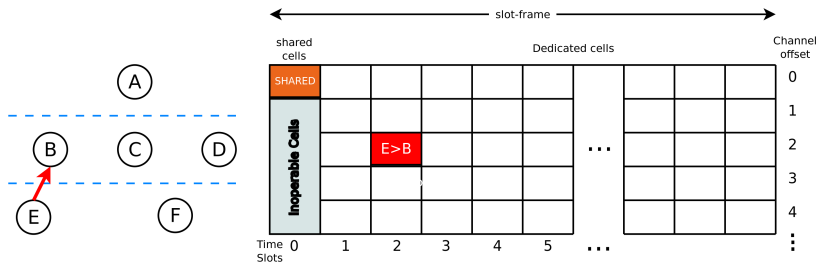 slot-frame
shared
cells
Dedicated cells
Channel
offset
SHARED
0
A
1
Inoperable Cells
B
C
D
E>B
...
2
3
E
F
4
Time
Slots
0
1
2
3
4
5
...
⋮